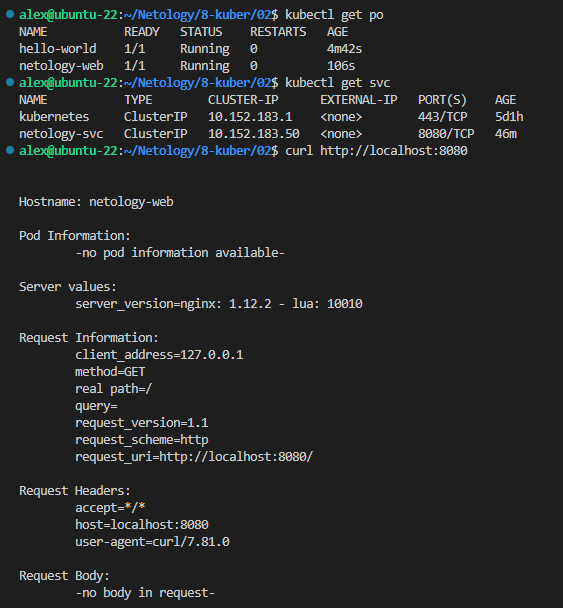 alex@ubuntu-22:~/Netology/8-kuber/02$ kubectl get po
NAME READY STATUS RESTARTS AGE
hello-world 1/1 Running 0 4m42s
netology-web 1/1 Running 0 106s
alex@ubuntu-22:~/Netology/8-kuber/02$ kubectl get svc
NAME TYPE CLUSTER-IP EXTERNAL-IP PORT(S) AGE
kubernetes ClusterIP 10.152.183.1 <none> 443/TCP 5d1h
netology-svc ClusterIP 10.152.183.50 <none> 8080/TCP 46m
alex@ubuntu-22:~/Netology/8-kuber/02$ curl http://localhost:8080
Hostname: netology-web
Pod Information:
-no pod information available-
Server values:
server_version=nginx: 1.12.2 - lua: 10010
Request Information:
client_address=127.0.0.1
method=GET
real path=/
query=
request_version=1.1
request_scheme=http
request_uri=http://localhost:8080/
Request Headers:
accept=*/*
host=localhost:8080
user-agent=curl/7.81.0
Request Body:
-no body in request-